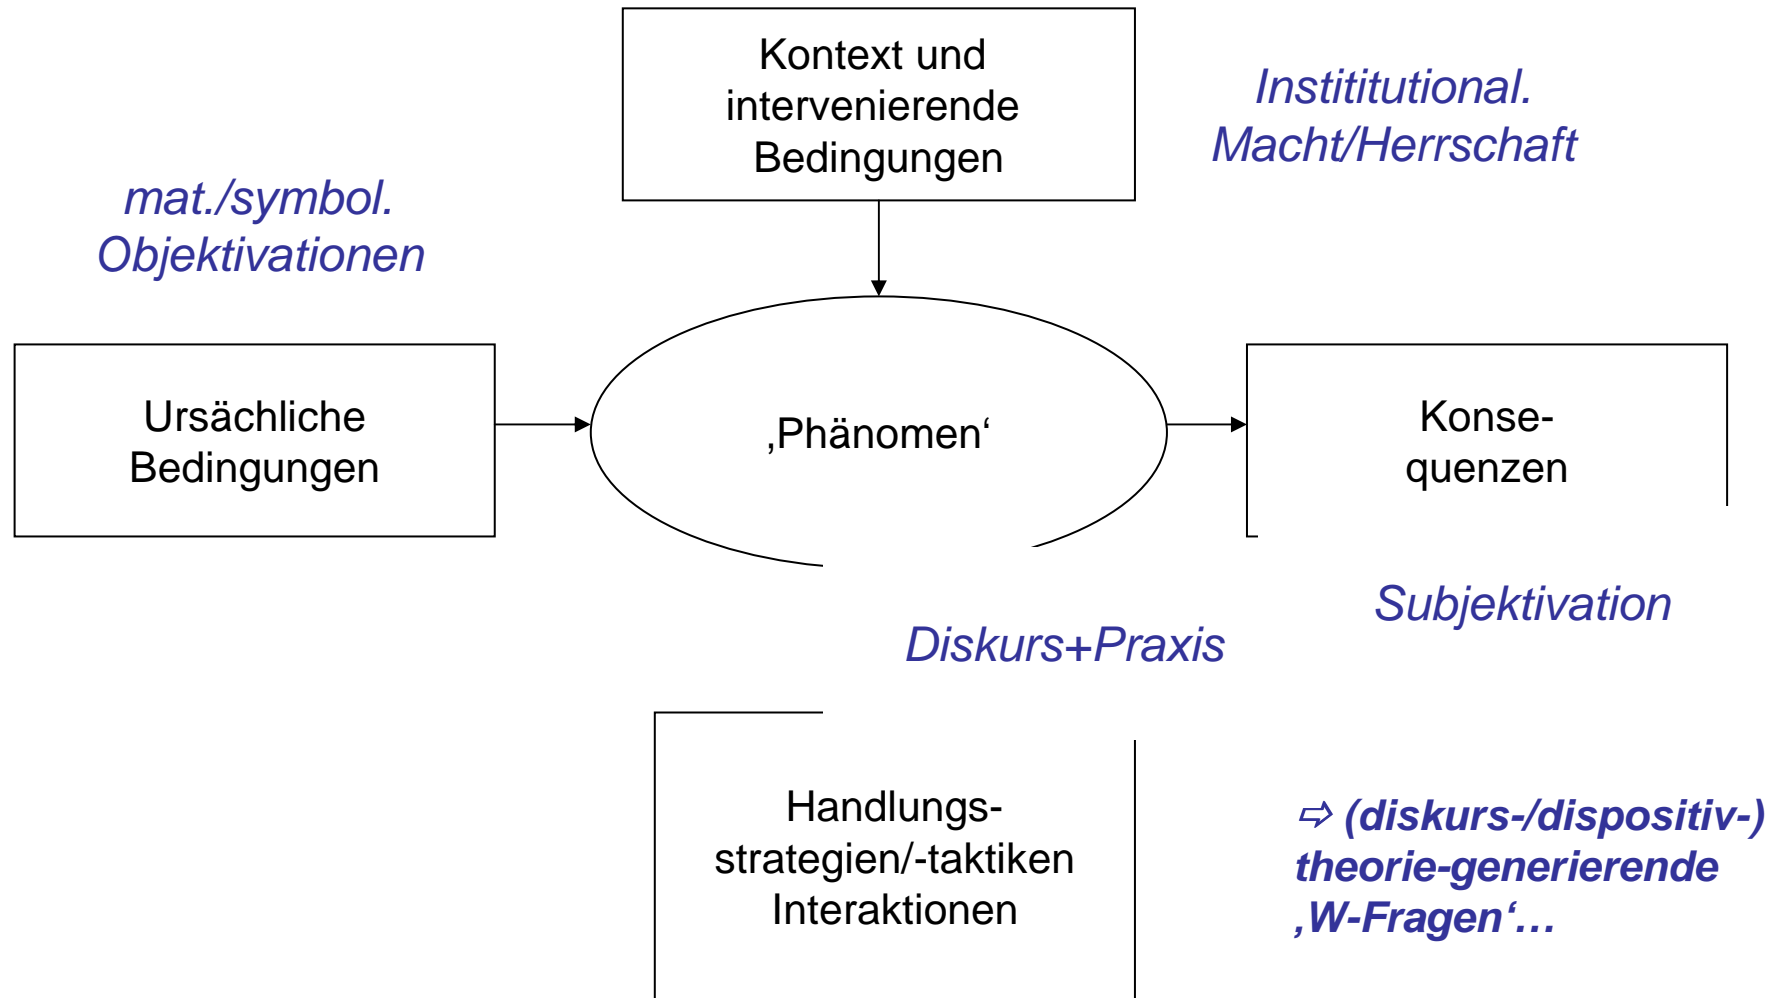 Kontext und
intervenierende
Bedingungen
Instititutional.
Macht/Herrschaft
mat./symbol.
Objektivationen
Ursächliche
Bedingungen
‚Phänomen‘
Konse-
quenzen
Subjektivation
Diskurs+Praxis
Handlungs-
strategien/-taktiken
Interaktionen
⇨ (diskurs-/dispositiv-)
theorie-generierende
‚W-Fragen‘…